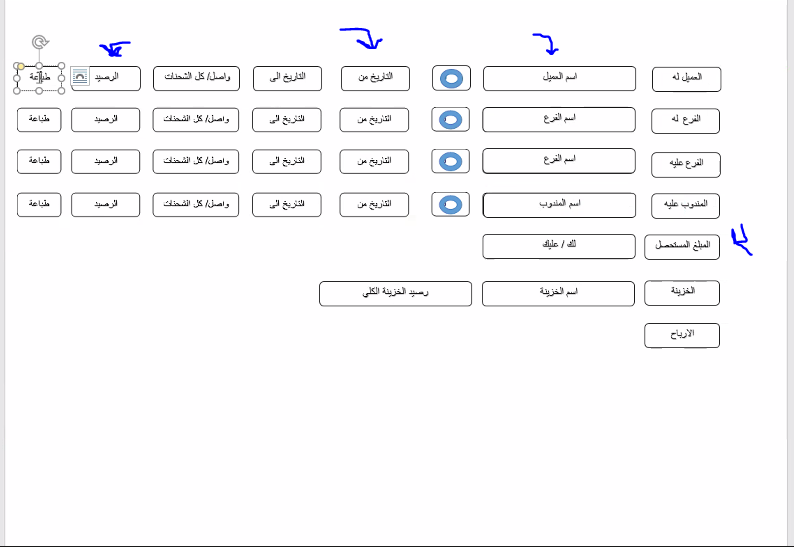 العميل له اسم العميل التاريخ من التاريخ الى واصل/ كل الشحنات الرصيد طباعة
الفرع له اسم الفرع التاريخ من التاريخ الى واصل/ كل الشحنات الرصيد طباعة
الفرع عليه اسم الفرع التاريخ من التاريخ الى واصل/ كل الشحنات الرصيد طباعة
المندوب عليه اسم المندوب التاريخ من التاريخ الى واصل/ كل الشحنات الرصيد طباعة
المبلغ المستحصل لك / عليك
الخزينة اسم الخزينة رصيد الخزينة الكلي
الارباح